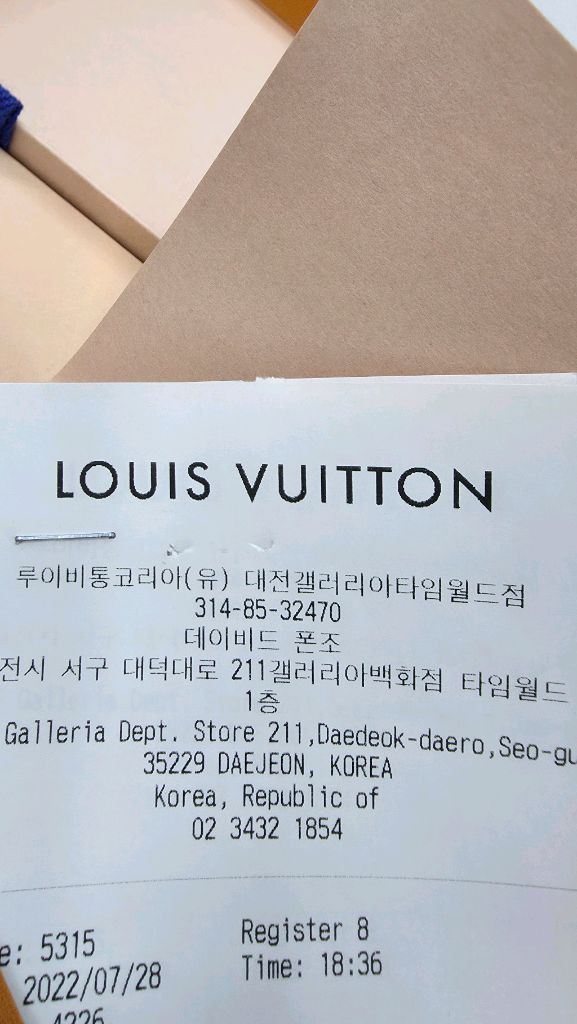 LOUIS VUITTON
루이비통코리아(유) 대전갤러리아타임월드점
314-85-32470
데이비드 폰조
전시 서구 대덕대로 211갤러리아백화점 타임월드
1층
Galleria Dept. Store 211,Daedeok-daero,Seo-gu
35229 DAEJEON, KOREA
Korea, Republic of
02 3432 1854
e: 5315 Register 8
2022/07/28 Time: 18:36
4226